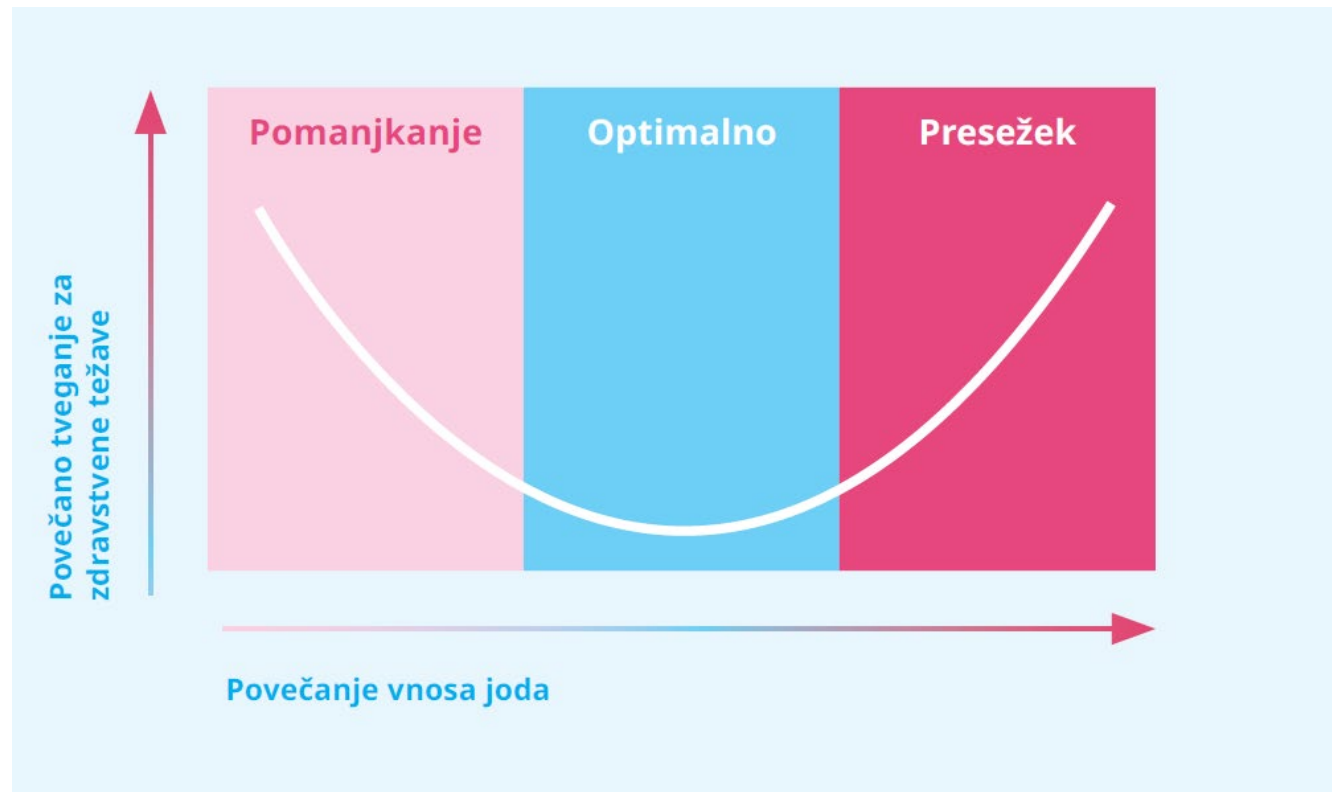 Pomanjkanje
Optimalno
Presežek
Povečano tveganje za
zdravstvene težave
Povečanje vnosa joda